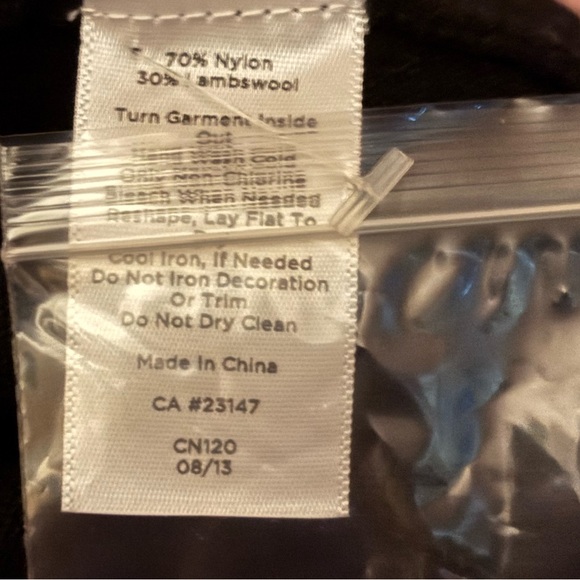 70% Nylon
30% Lambswool
Turn Garment Inside
Out
Hand Wash Cold
Only Non-Chlorine
Bleach When Needed
Reshape, Lay Flat To
Cool Iron, If Needed
Do Not Iron Decoration
Or Trim
Do Not Dry Clean
Made In China
CA #23147
CN120
08/13